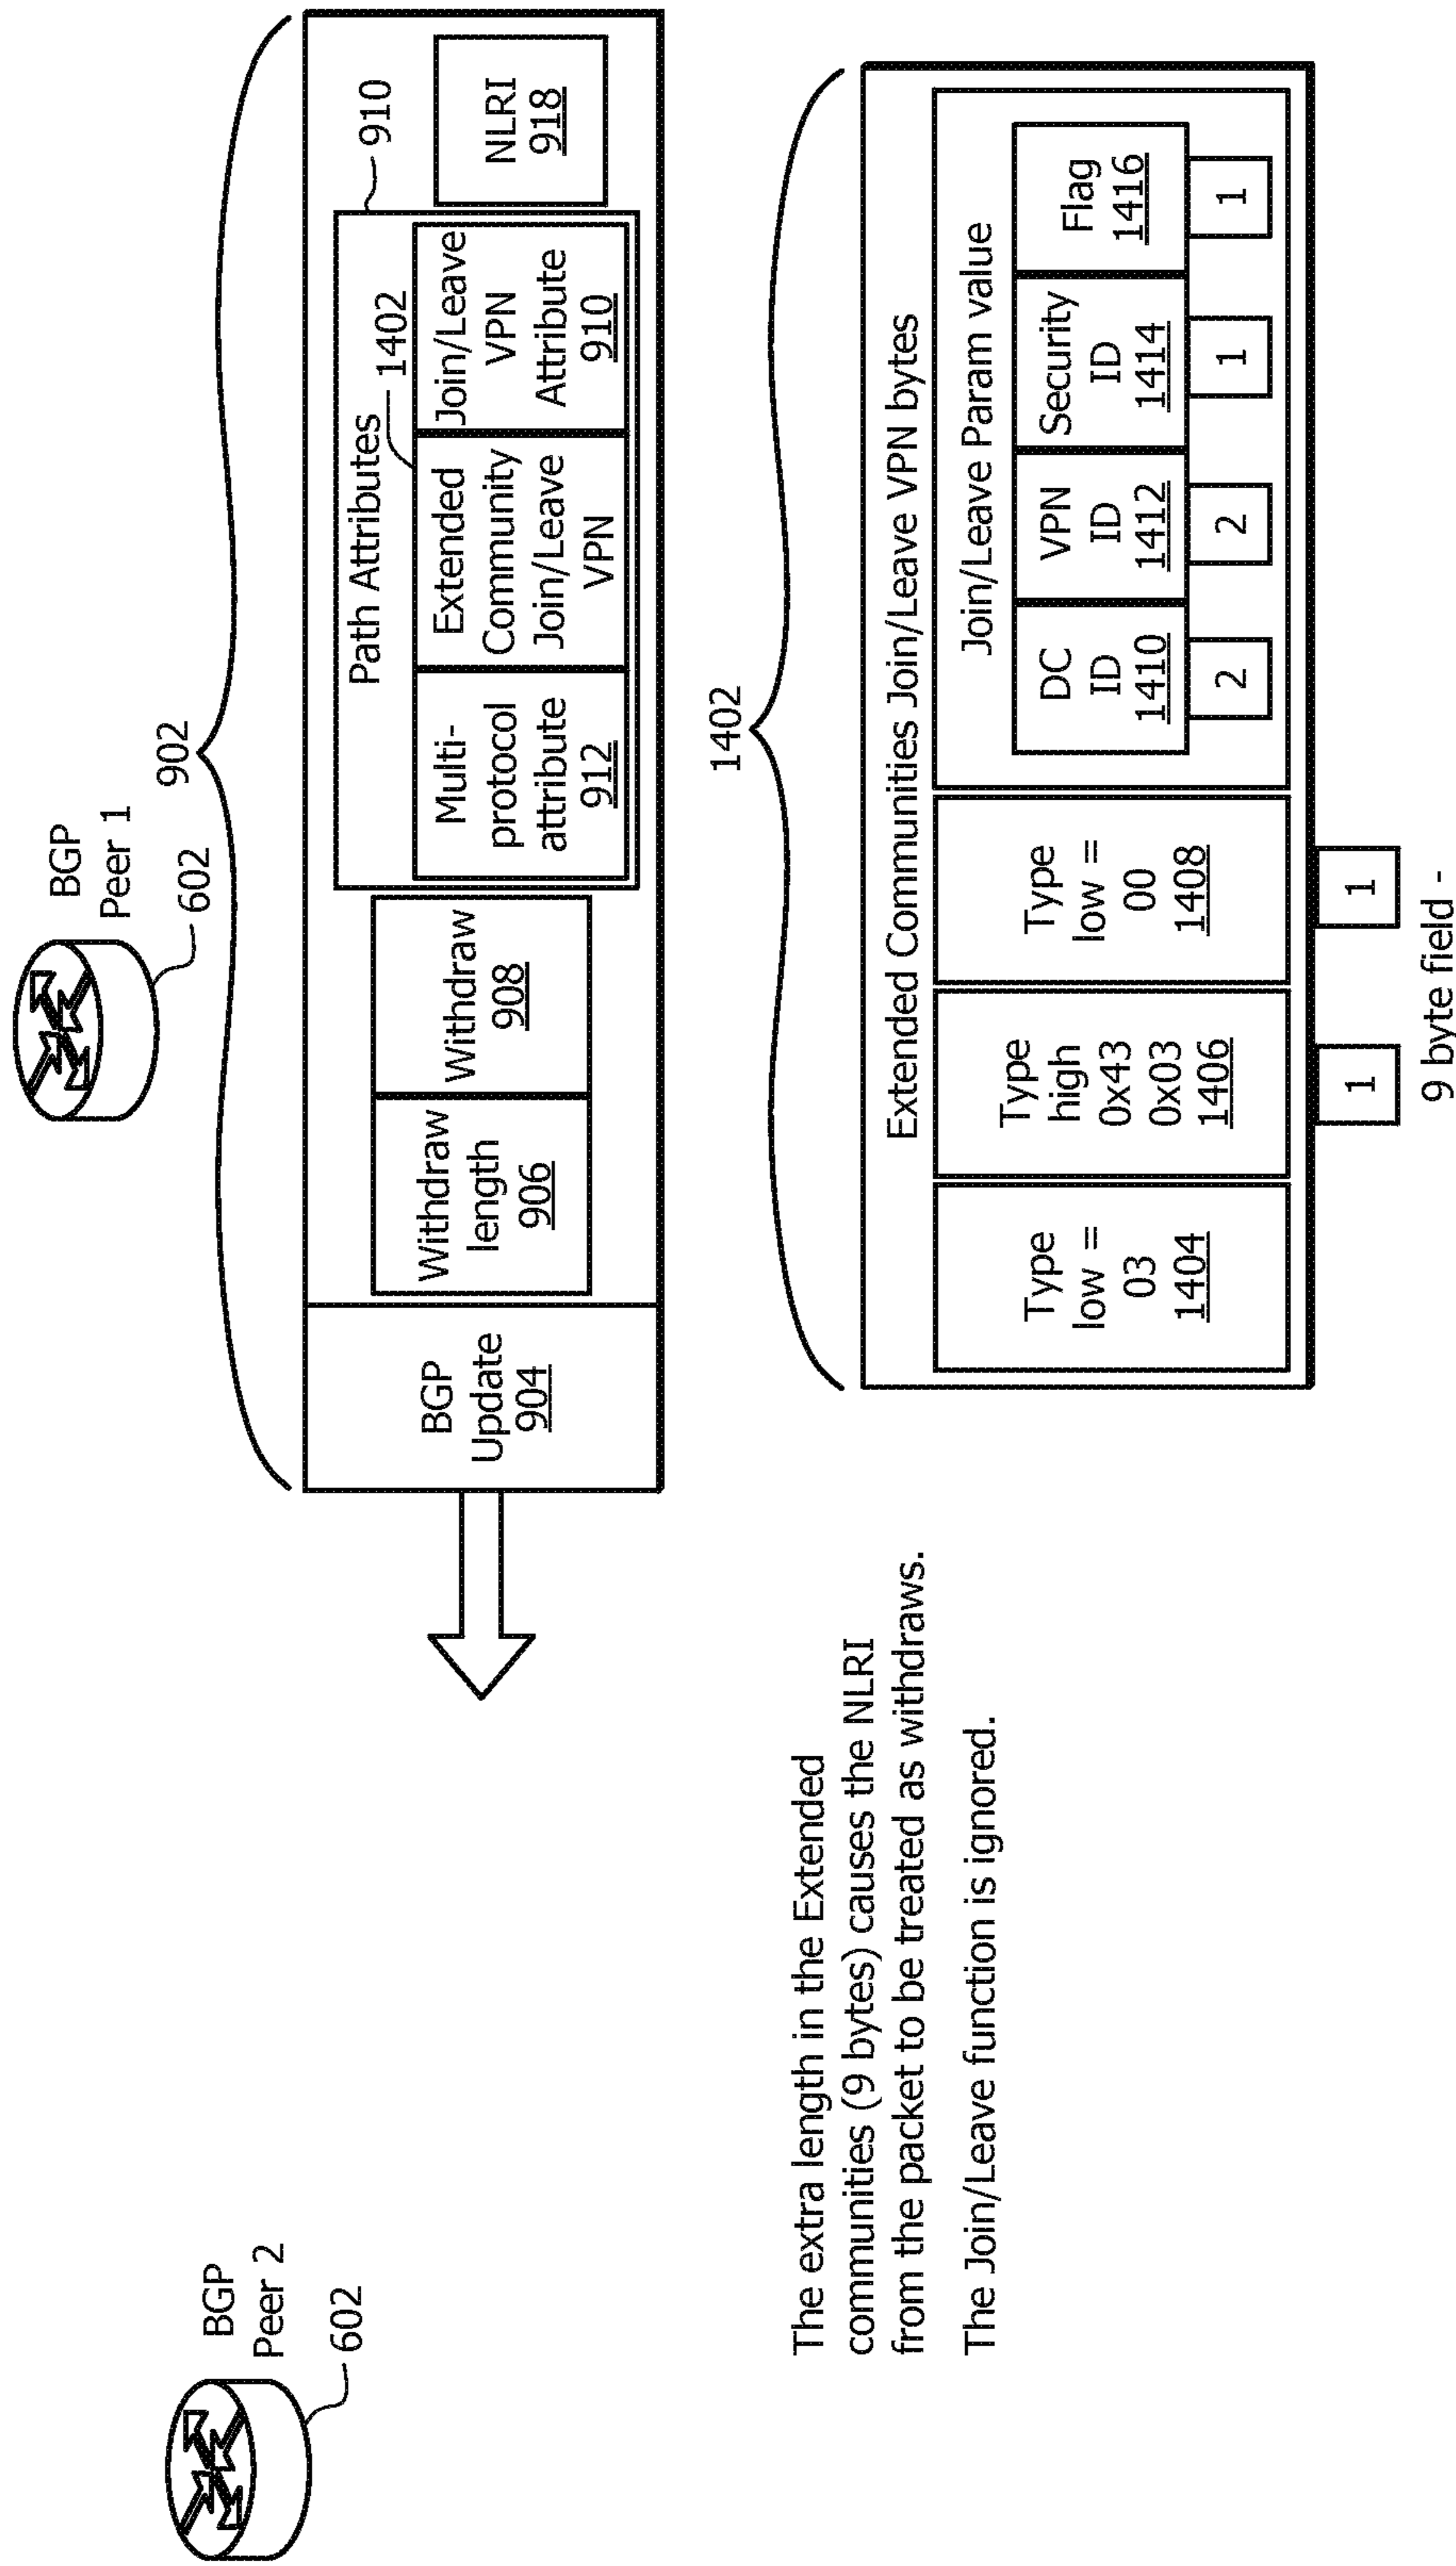 BGP
Peer 2
602
BGP
Peer 1
602
902
BGP
Update
904
Withdraw
length
906
Withdraw
908
Path Attributes
910
1402
Multi-
protocol
attribute
912
Extended
Community
Join/Leave
VPN
Join/Leave
VPN
Attribute
910
NLRI
918
The extra length in the Extended
communities (9 bytes) causes the NLRI
from the packet to be treated as withdraws.
The Join/Leave function is ignored.
1402
Extended Communities Join/Leave VPN bytes
Type
low =
03
1404
Type
high
0x43
0x03
1406
Type
low =
00
1408
Join/Leave Param value
DC
ID
1410
VPN
ID
1412
Security
ID
1414
Flag
1416
2
2
1
1
1
1
9 byte field -